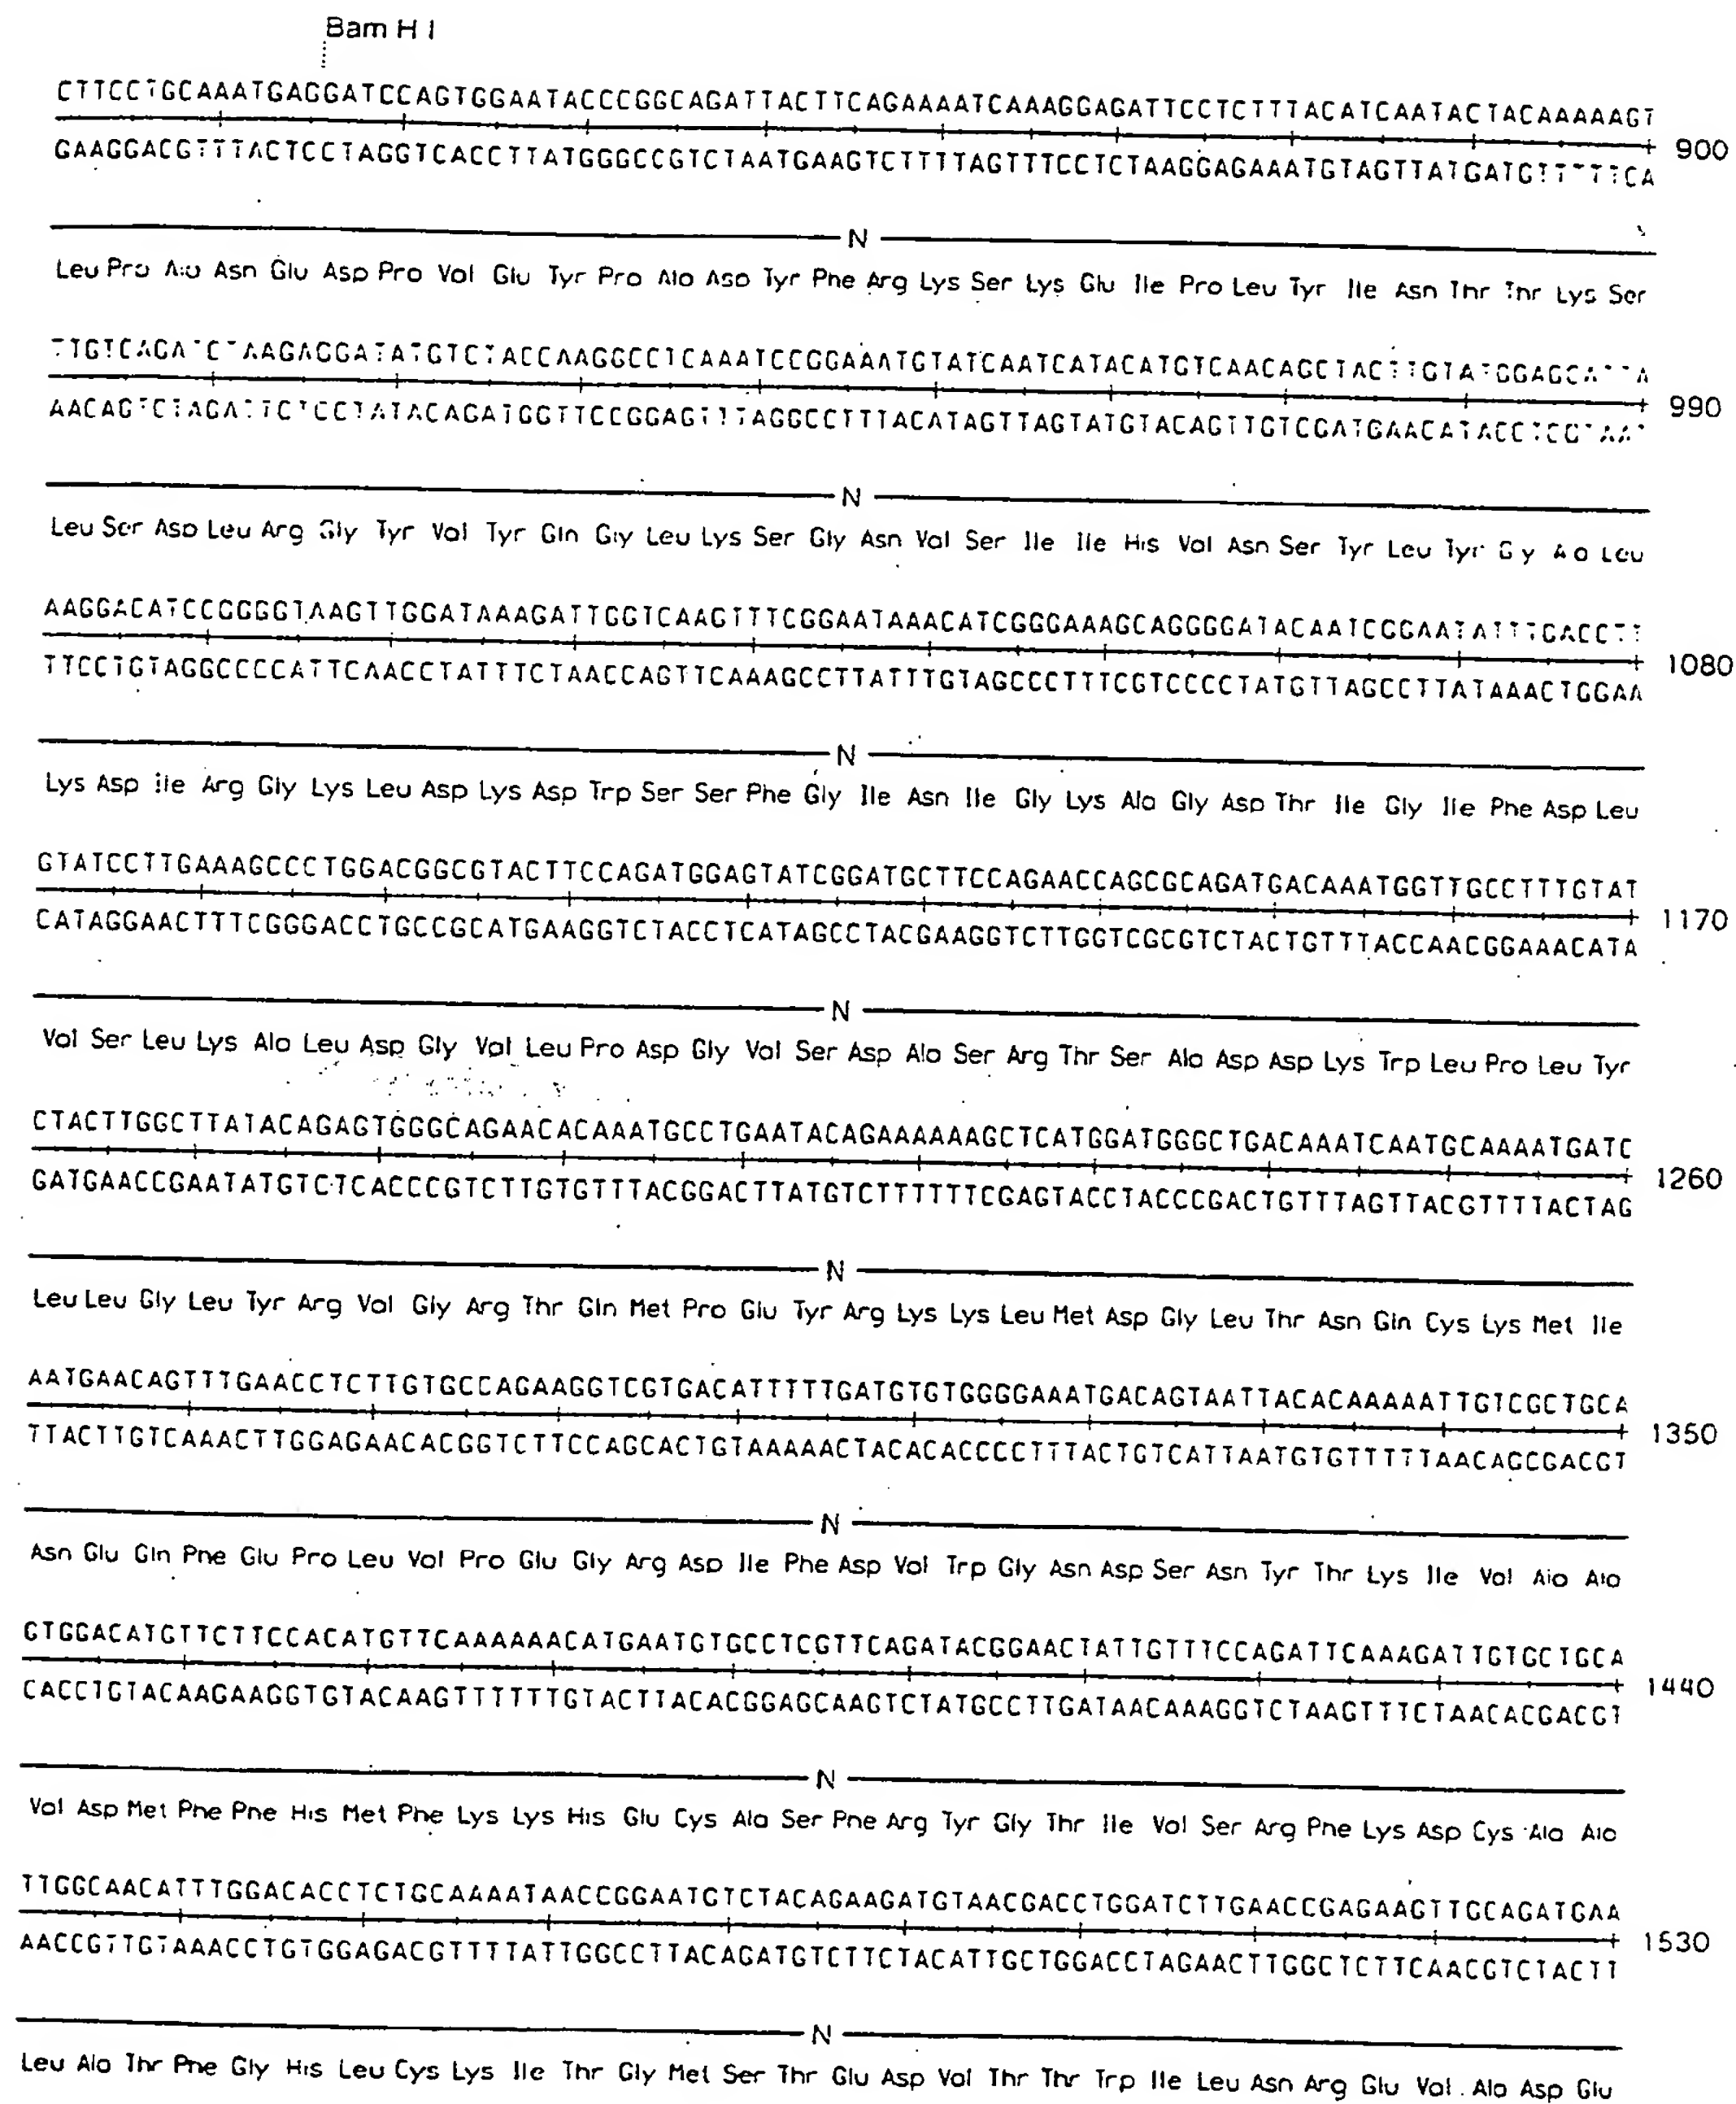 Bam H I
CTTCCTGCAAATGAGGATCCAGTGGAATACCCGGCAGATTACTTCAGAAAATCAAAGGAGATTCCTCTTTACATCAATACTACAAAAAGT
GAAGGACGTTTACTCCTAGGTCACCTTATGGGCCGTCTAATGAAGTCTTTTAGTTTCCTCTAAGGAGAAATGTAGTTATGATGTTTTTCA 900
N
Leu Pro Ala Asn Glu Asp Pro Val Glu Tyr Pro Ala Asp Tyr Phe Arg Lys Ser Lys Glu Ile Pro Leu Tyr Ile Asn Thr Thr Lys Ser
TTGTCAGATCTAAGAGGATATGTCTACCAAGGCCTCAAATCCGGAAATGTATCAATCATACATGTCAACAGCTACTTGTATGGAGCATTA
AACAGTCTAGATTCTCCTATACAGATGGTTCCGGAGTTTAGGCCTTTACATAGTTAGTATGTACAGTTGTCGATGAACATACCTCGTAAT 990
N
Leu Ser Asp Leu Arg Gly Tyr Val Tyr Gln Gly Leu Lys Ser Gly Asn Val Ser Ile Ile His Val Asn Ser Tyr Leu Tyr Leu
AAGGACATCCGGGGTAAGTTGGATAAAGATTGGTCAAGTTTCGGAATAAACATCGGGAAAGCAGGGGATACAATCGGAATATTTGACCTT
TTCCTGTAGGCCCCATTCAACCTATTTCTAACCAGTTCAAAGCCTTATTTGTAGCCCTTTCGTCCCCTATGTTAGCCTTATAAACTGGAA 1080
N
Lys Asp Ile Arg Gly Lys Leu Asp Lys Asp Trp Ser Ser Phe Gly Ile Asn Ile Gly Lys Ala Gly Asp Thr Ile Gly Ile Phe Asp Leu
GTATCCTTGAAAGCCCTGGACGGCGTACTTCCAGATGGAGTATCGGATGCTTCCAGAACCAGCGCAGATGACAAATGGTTGCCTTTGTAT
CATAGGAACTTTCGGGACCTGCCGCATGAAGGTCTACCTCATAGCCTACGAAGGTCTTGGTCGCGTCTACTGTTTACCAACGGAAACATA 1170
N
Val Ser Leu Lys Ala Leu Asp Gly Val Leu Pro Asp Gly Val Ser Asp Ala Ser Arg Thr Ser Ala Asp Asp Lys Trp Leu Pro Leu Tyr
CTACTTGGCTTATACAGAGTGGGCAGAACACAAATGCCTGAATACAGAAAAAAGCTCATGGATGGGCTGACAAATCAATGCAAAATGATC
GATGAACCGAATATGTCTCACCCGTCTTGTGTTTACGGACTTATGTCTTTTTTCGAGTACCTACCCGACTGTTTAGTTACGTTTTACTAG 1260
N
Leu Leu Gly Leu Tyr Arg Val Gly Arg Thr Gln Met Pro Glu Tyr Arg Lys Lys Leu Met Asp Gly Leu Thr Asn Gln Cys Lys Met Ile
AATGAACAGTTTGAACCTCTTGTGCCAGAAGGTCGTGACATTTTTGATGTGTGGGGAAATGACAGTAATTACACAAAAATTGTCGCTGCA
TTACTTGTCAAACTTGGAGAACACGGTCTTCCAGCACTGTAAAAACTACACACCCCTTTACTGTCATTAATGTGTTTTTAACAGCGACGT 1350
N
Asn Glu Gln Phe Glu Pro Leu Val Pro Glu Gly Arg Asp Ile Phe Asp Val Trp Gly Asn Asp Ser Asn Tyr Thr Lys Ile Val Ala Ala
GTGGACATGTTCTTCCACATGTTCAAAAAACATGAATGTGCCTCGTTCAGATACGGAACTATTGTTTCCAGATTCAAAGATTGTGCTGCA
CACCTGTACAAGAAGGTGTACAAGTTTTTTGTACTTACACGGAGCAAGTCTATGCCTTGATAACAAAGGTCTAAGTTTCTAACACGACGT 1440
N
Val Asp Met Phe Phe His Met Phe Lys Lys His Glu Cys Ala Ser Phe Arg Tyr Gly Thr Ile Val Ser Arg Phe Lys Asp Cys Ala Ala
TTGGCAACATTTGGACACCTCTGCAAAATAACCGGAATGTCTACAGAAGATGTAACGACCTGGATCTTGAACCGAGAAGTTGCAGATGAA
AACCGTTGTAAACCTGTGGAGACGTTTTATTGGCCTTACAGATGTCTTCTACATTGCTGGACCTAGAACTTGGCTCTTCAACGTCTACTT 1530
N
Leu Ala Thr Phe Gly His Leu Cys Lys Ile Thr Gly Met Ser Thr Glu Asp Val Thr Thr Trp Ile Leu Asn Arg Glu Val Ala Asp Glu